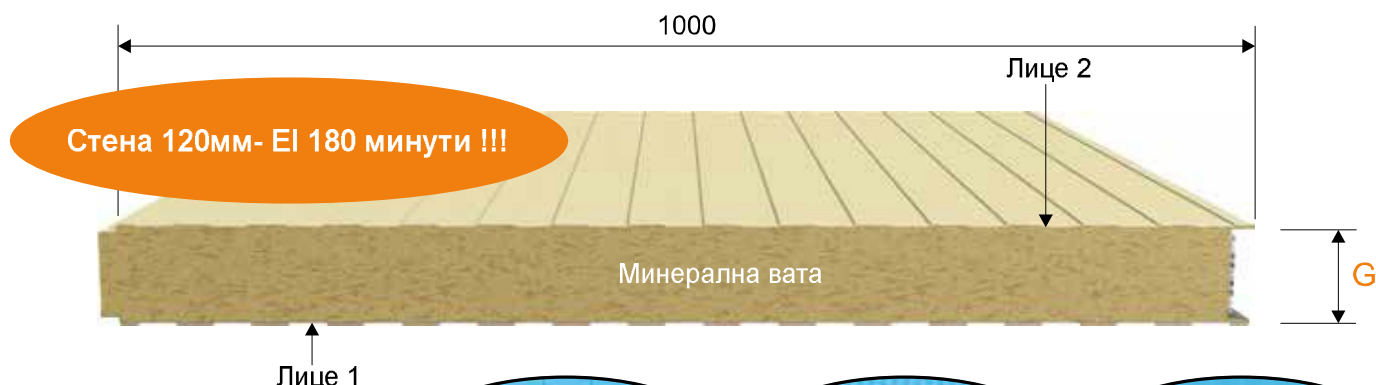 1000
Лице 2
Стена 120мм- EI 180 минути !!!
Минерална вата
G
Лице 1